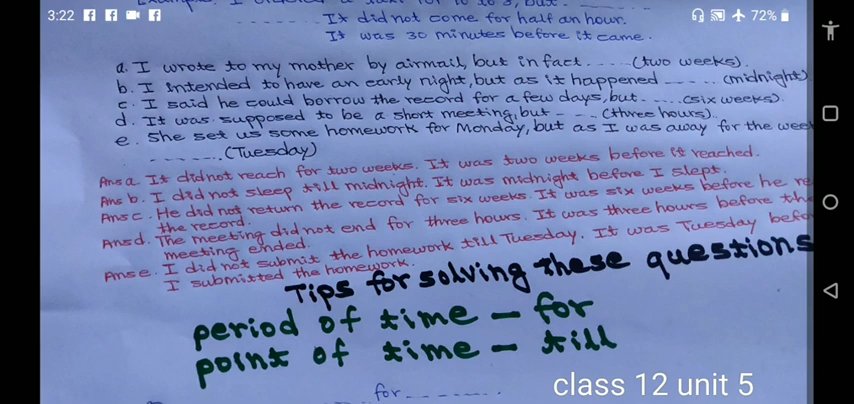 3:22
72%
It did not come for half an hour.
It was 30 minutes before it came.
a. I wrote to my mother by airmail, but in fact...... (two weeks).
b. I intended to have an early night, but as it happened ...... (midnight)
c. I said he could borrow the record for a few days, but ...... (six weeks).
d. It was supposed to be a short meeting, but - - - - (three hours).
e. She set us some homework for Monday, but as I was away for the wee
....... (Tuesday)
Ans a. It did not reach for two weeks. It was two weeks before it reached.
Ans b. I did not sleep till midnight. It was midnight before I slept.
Ans c. He did not return the record for six weeks. It was six weeks before he re
the record.
Ans d. The meeting did not end for three hours. It was three hours before th
meeting ended.
Ans e. I did not submit the homework till Tuesday. It was Tuesday befo
I submitted the homework.
Tips for solving these questions
period of time - for
point of time - till
for - - - - - - -
class 12 unit 5